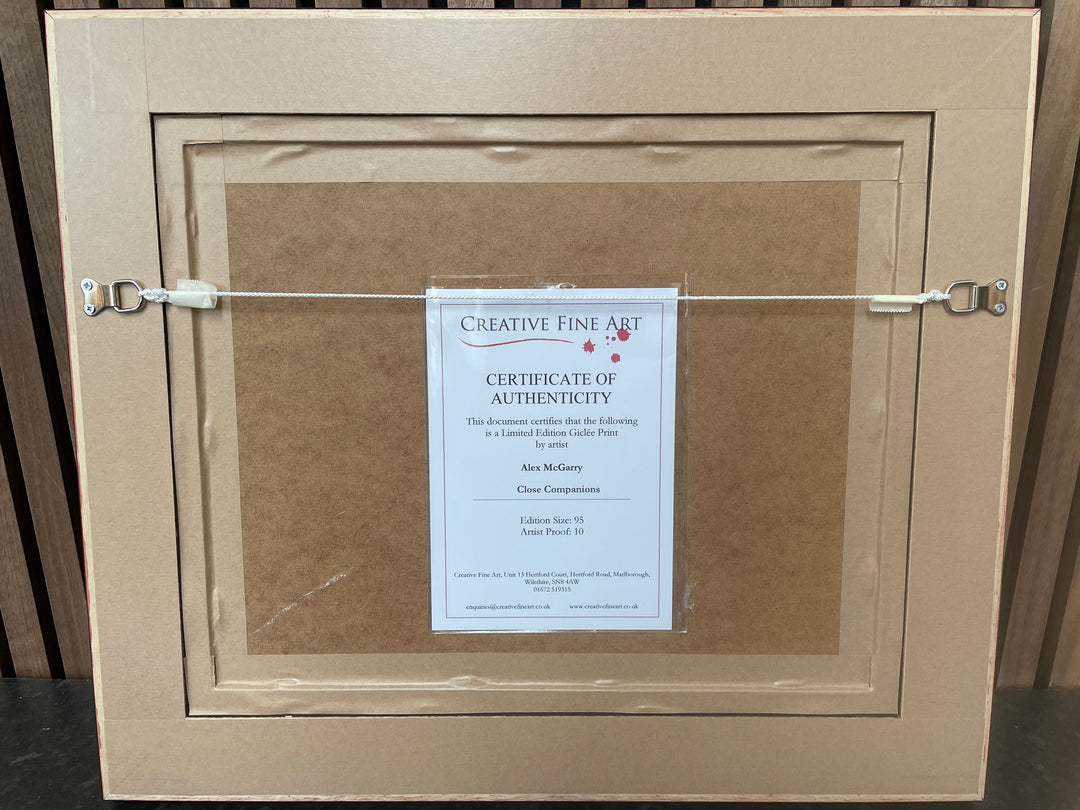 CREATIVE FINE ART
CERTIFICATE OF
AUTHENTICITY
This document certifies that the following
is a Limited Edition Giclée Print
by artist
Alex McGarry
Close Companions
Edition Size: 95
Artist Proof: 10
Creative Fine Art, Unit 13 Hertford Court, Hertford Road, Marlborough,
Wiltshire, SN8 4AW
01672 519315
enquiries@creativefineart.co.uk www.creativefineart.co.uk